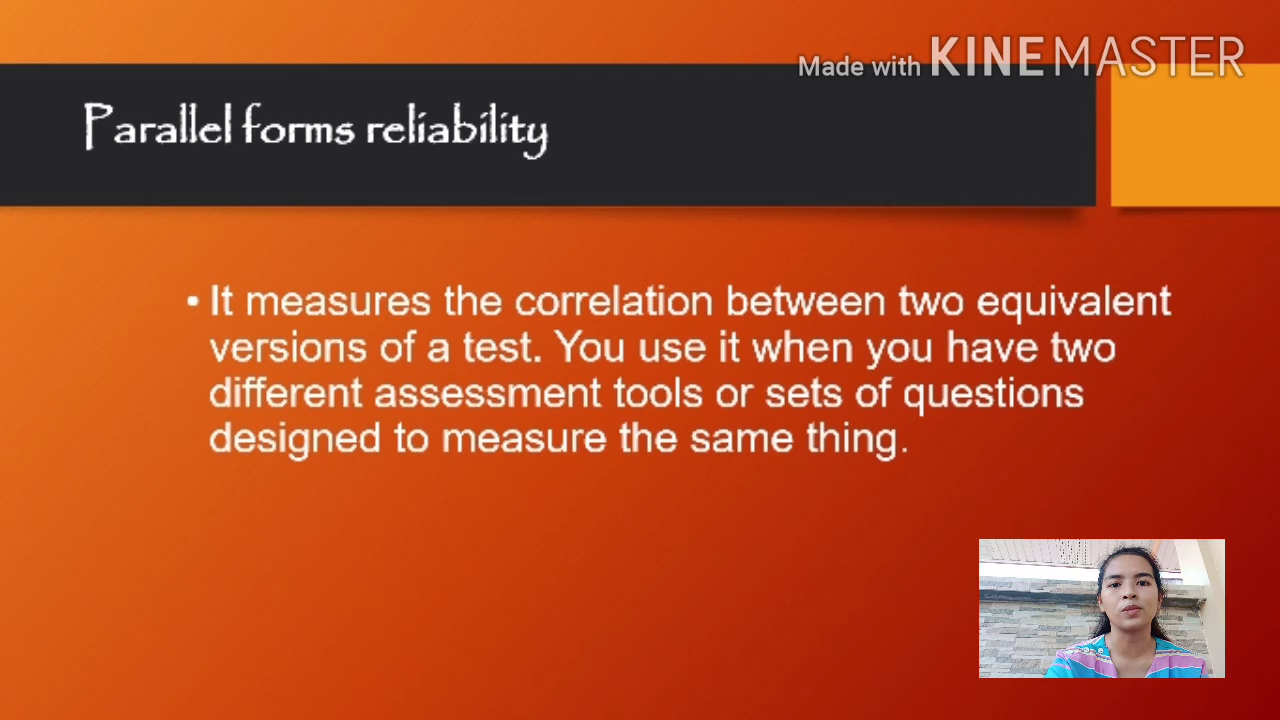 Made with KINEMASTER
Parallel forms reliability
• It measures the correlation between two equivalent
versions of a test. You use it when you have two
different assessment tools or sets of questions
designed to measure the same thing.